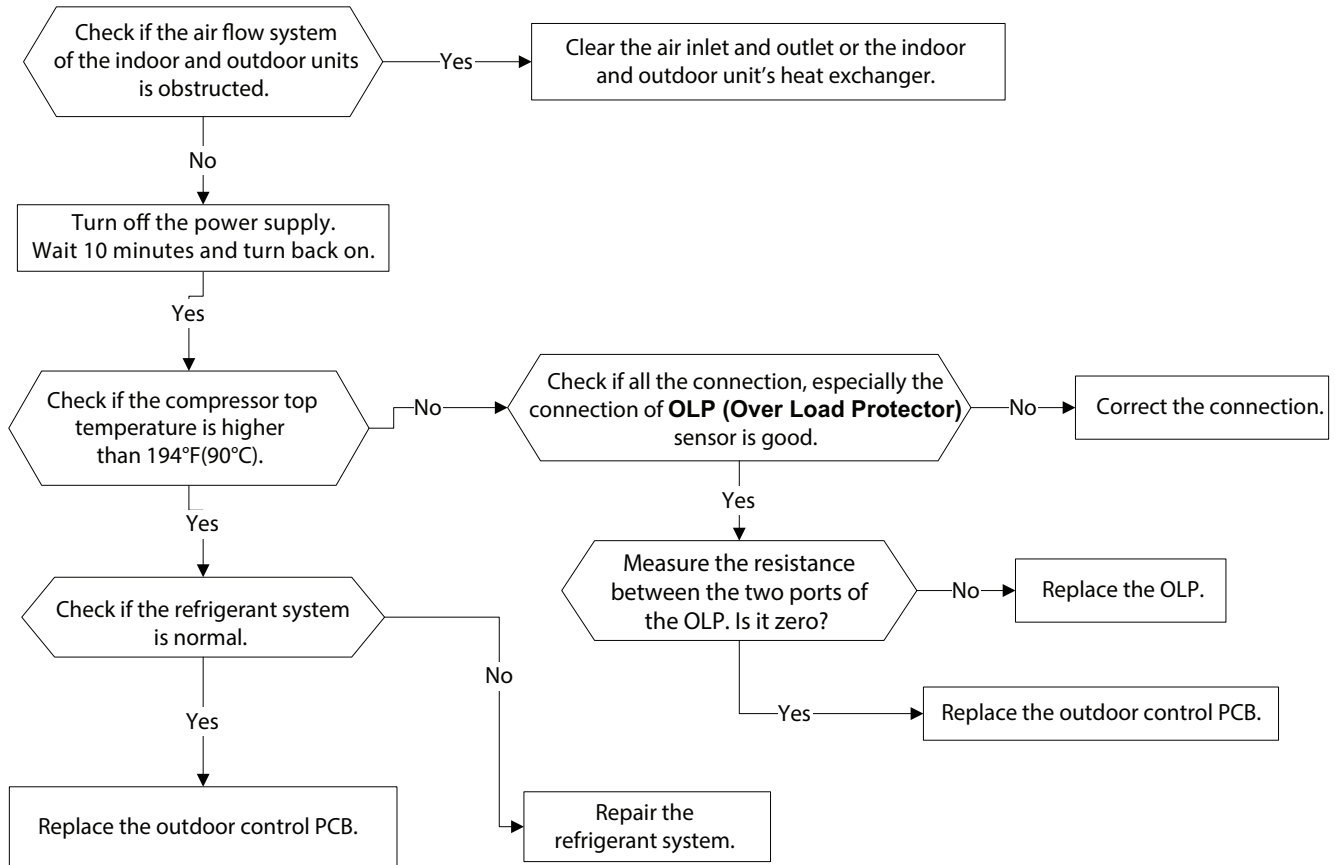 Check if the air flow system
of the indoor and outdoor units
is obstructed.
Yes
Clear the air inlet and outlet or the indoor
and outdoor unit's heat exchanger.
No
Turn off the power supply.
Wait 10 minutes and turn back on.
Yes
Check if the compressor top
temperature is higher
than 194°F(90°C).
No
Check if all the connection, especially the
connection of OLP (Over Load Protector)
sensor is good.
No
Correct the connection.
Yes
Yes
Measure the resistance
between the two ports of
the OLP. Is it zero?
No
Replace the OLP.
Check if the refrigerant system
is normal.
No
Yes
Yes
Replace the outdoor control PCB.
Replace the outdoor control PCB.
Repair the
refrigerant system.